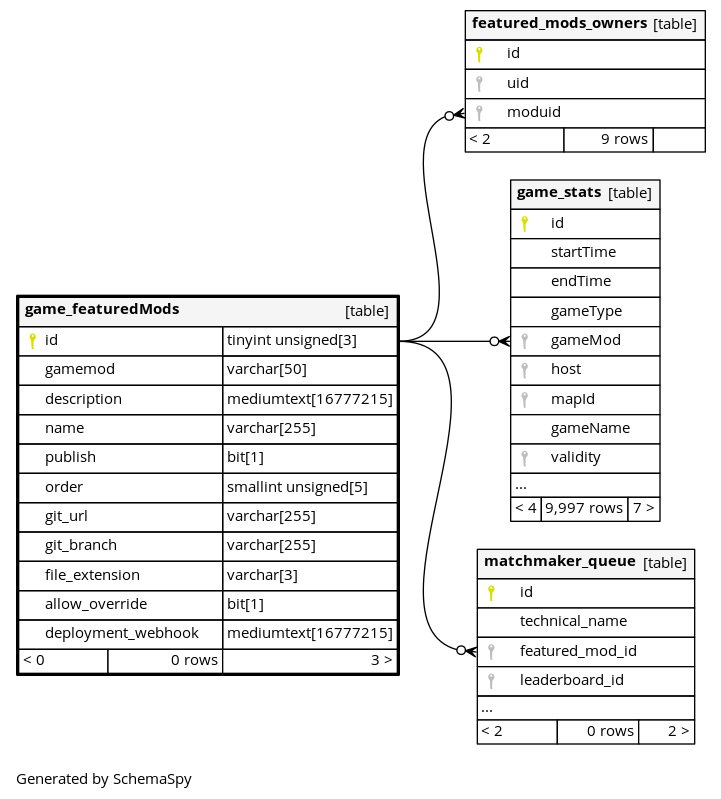 featured_mods_owners [table]
id
uid
moduid
< 2 9 rows
game_stats [table]
id
startTime
endTime
gameType
gameMod
host
mapId
gameName
validity
...
< 4 9,997 rows 7 >
game_featuredMods [table]
id tinyint unsigned[3]
gamemod varchar[50]
description mediumtext[16777215]
name varchar[255]
publish bit[1]
order smallint unsigned[5]
git_url varchar[255]
git_branch varchar[255]
file_extension varchar[3]
allow_override bit[1]
deployment_webhook mediumtext[16777215]
< 0 0 rows 3 >
matchmaker_queue [table]
id
technical_name
featured_mod_id
leaderboard_id
...
< 2 0 rows 2 >
Generated by SchemaSpy